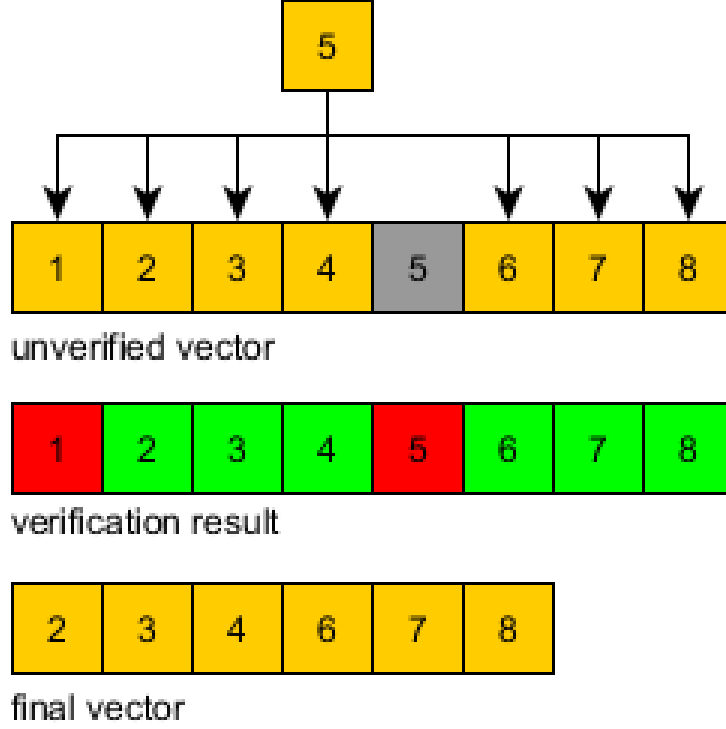 5
1 2 3 4 5 6 7 8
unverified vector
1 2 3 4 5 6 7 8
verification result
2 3 4 6 7 8
final vector